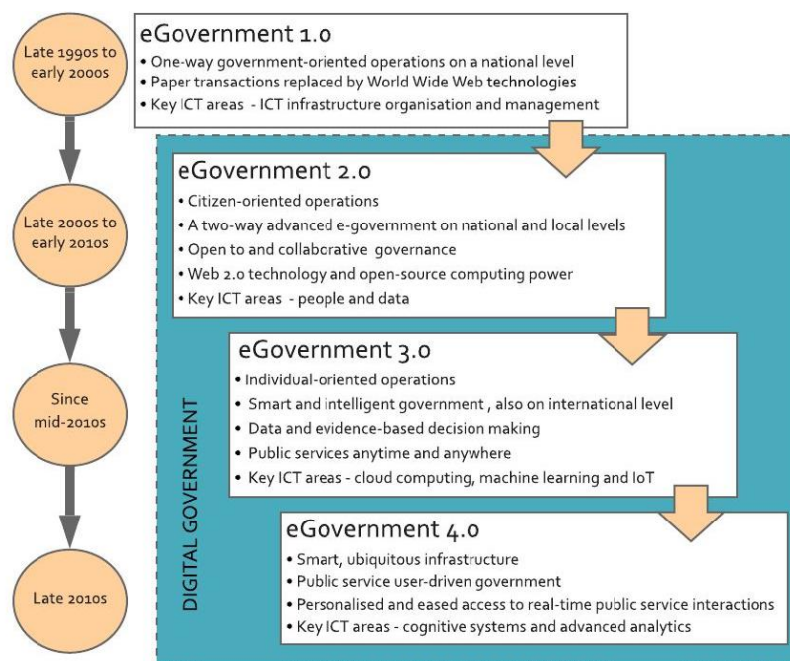 Late 1990s to
early 2000s
eGovernment 1.0
• One-way government-oriented operations on a national level
• Paper transactions replaced by World Wide Web technologies
• Key ICT areas - ICT infrastructure organisation and management
Late 2000s to
early 2010s
eGovernment 2.0
• Citizen-oriented operations
• A two-way advanced e-government on national and local levels
• Open to and collaborative governance
• Web 2.0 technology and open-source computing power
• Key ICT areas - people and data
Since
mid-2010s
eGovernment 3.0
• Individual-oriented operations
• Smart and intelligent government , also on international level
• Data and evidence-based decision making
• Public services anytime and anywhere
• Key ICT areas - cloud computing, machine learning and IoT
Late 2010s
eGovernment 4.0
• Smart, ubiquitous infrastructure
• Public service user-driven government
• Personalised and eased access to real-time public service interactions
• Key ICT areas - cognitive systems and advanced analytics
DIGITAL GOVERNMENT